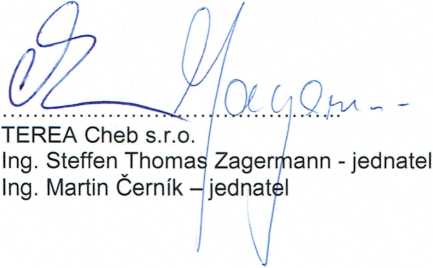 TEREA Cheb s.r.o.
Ing. Steffen Thomas Zagermann - jednatel
Ing. Martin Černík – jednatel